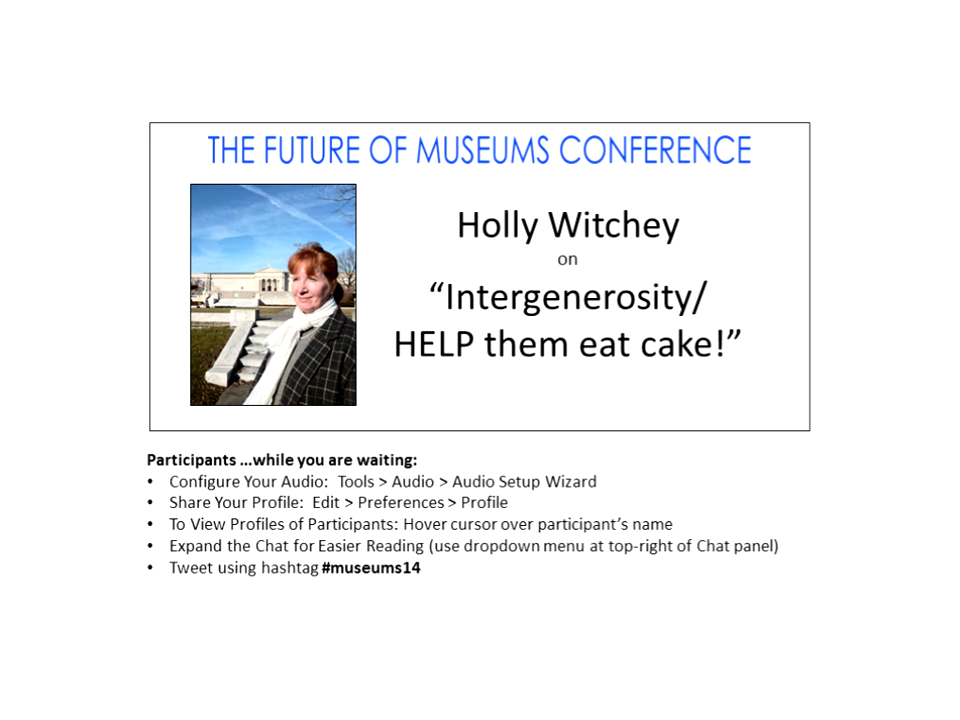 THE FUTURE OF MUSEUMS CONFERENCE
Holly Witchey
on
“Intergenerosity/
HELP them eat cake!”
Participants ...while you are waiting:
• Configure Your Audio: Tools > Audio > Audio Setup Wizard
• Share Your Profile: Edit > Preferences > Profile
• To View Profiles of Participants: Hover cursor over participant’s name
• Expand the Chat for Easier Reading (use dropdown menu at top-right of Chat panel)
• Tweet using hashtag #museums14